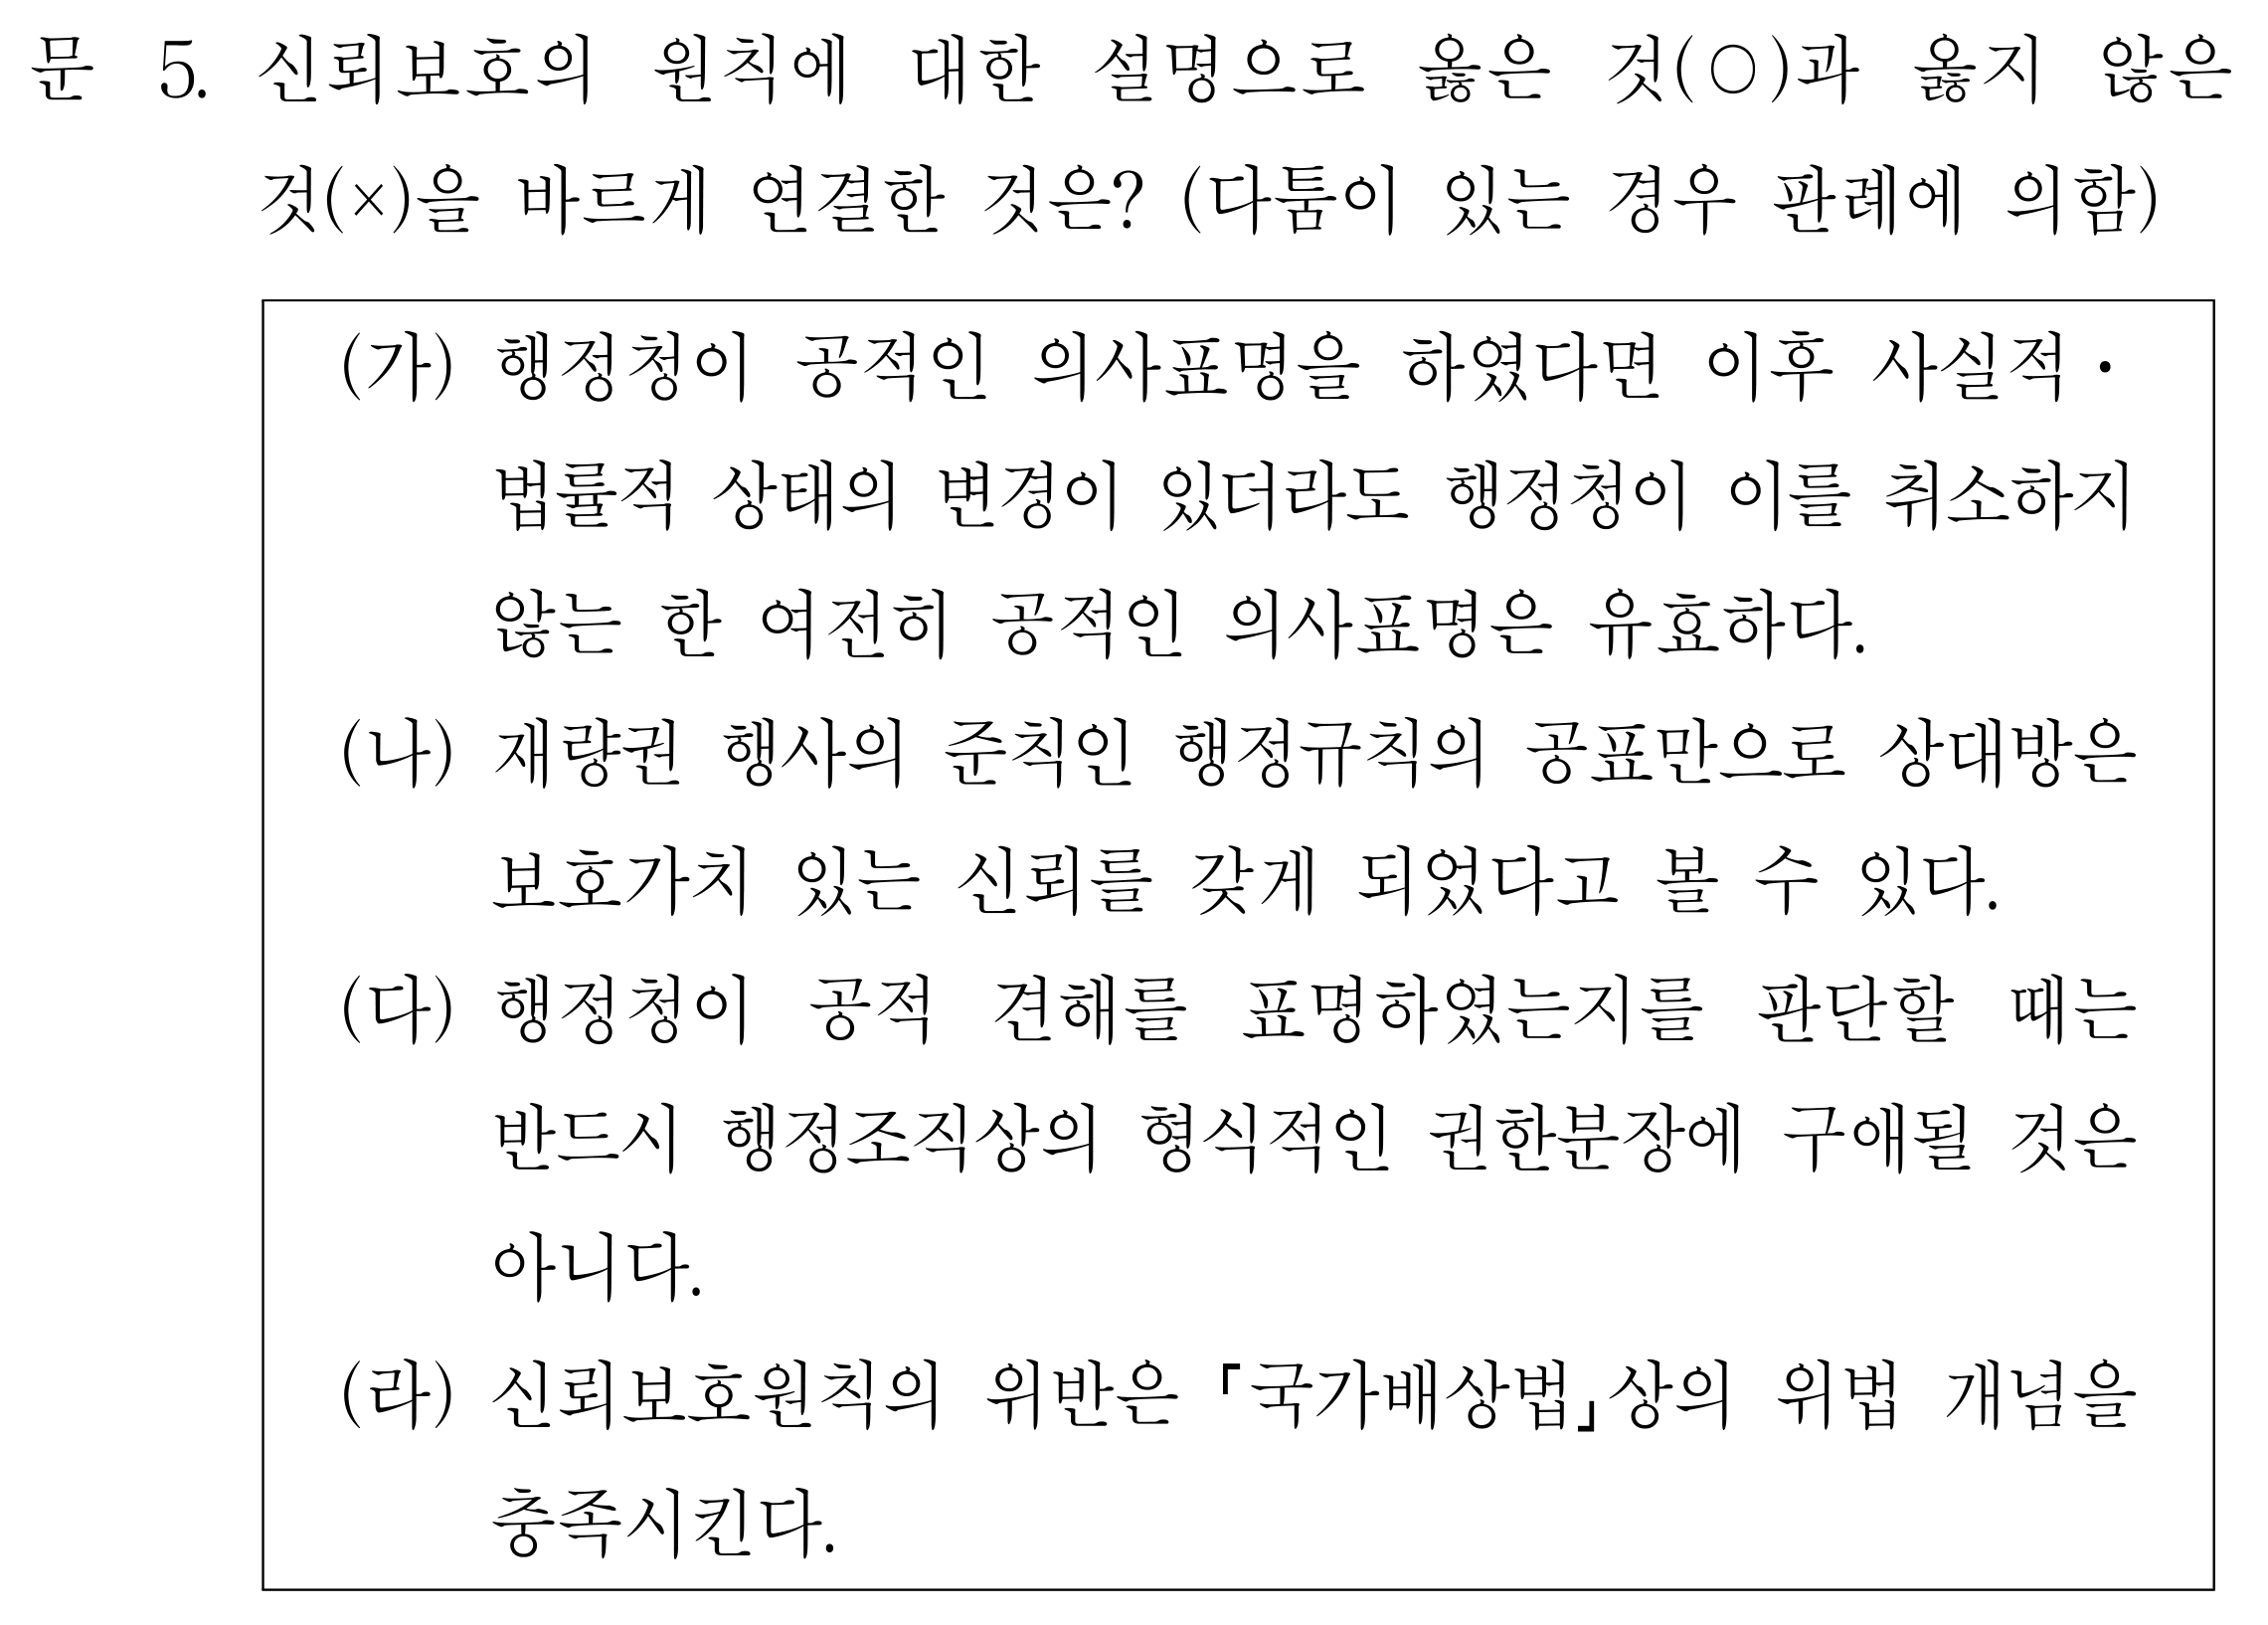 문 5. 신뢰보호의 원칙에 대한 설명으로 옳은 것(○)과 옳지 않은
것(×)을 바르게 연결한 것은? (다툼이 있는 경우 판례에 의함)
(가) 행정청이 공적인 의사표명을 하였다면 이후 사실적 ·
법률적 상태의 변경이 있더라도 행정청이 이를 취소하지
않는 한 여전히 공적인 의사표명은 유효하다.
(나) 재량권 행사의 준칙인 행정규칙의 공표만으로 상대방은
보호가치 있는 신뢰를 갖게 되었다고 볼 수 있다.
(다) 행정청이 공적 견해를 표명하였는지를 판단할 때는
반드시 행정조직상의 형식적인 권한분장에 구애될 것은
아니다.
(라) 신뢰보호원칙의 위반은 「국가배상법」상의 위법 개념을
충족시킨다.